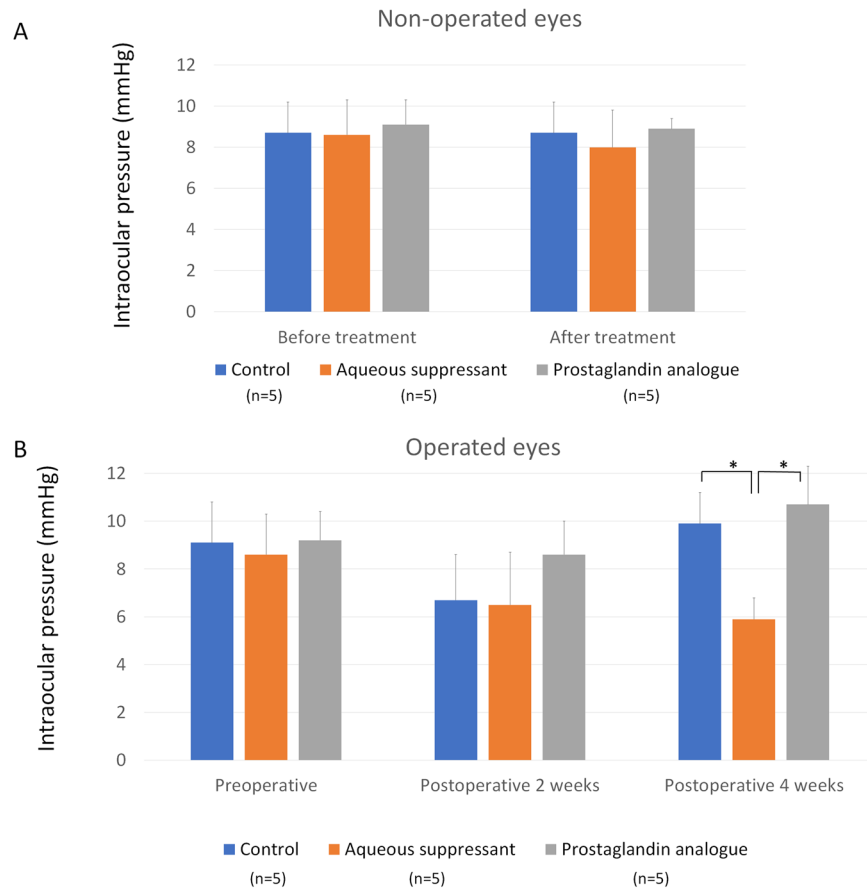 A
Non-operated eyes
Intraocular pressure (mmHg)
12
10
8
6
4
2
0
Before treatment After treatment
Control Aqueous suppressant Prostaglandin analogue
(n=5) (n=5) (n=5)
B
Operated eyes
Intraocular pressure (mmHg)
12
10
8
6
4
2
0
* *
Preoperative Postoperative 2 weeks Postoperative 4 weeks
Control Aqueous suppressant Prostaglandin analogue
(n=5) (n=5) (n=5)